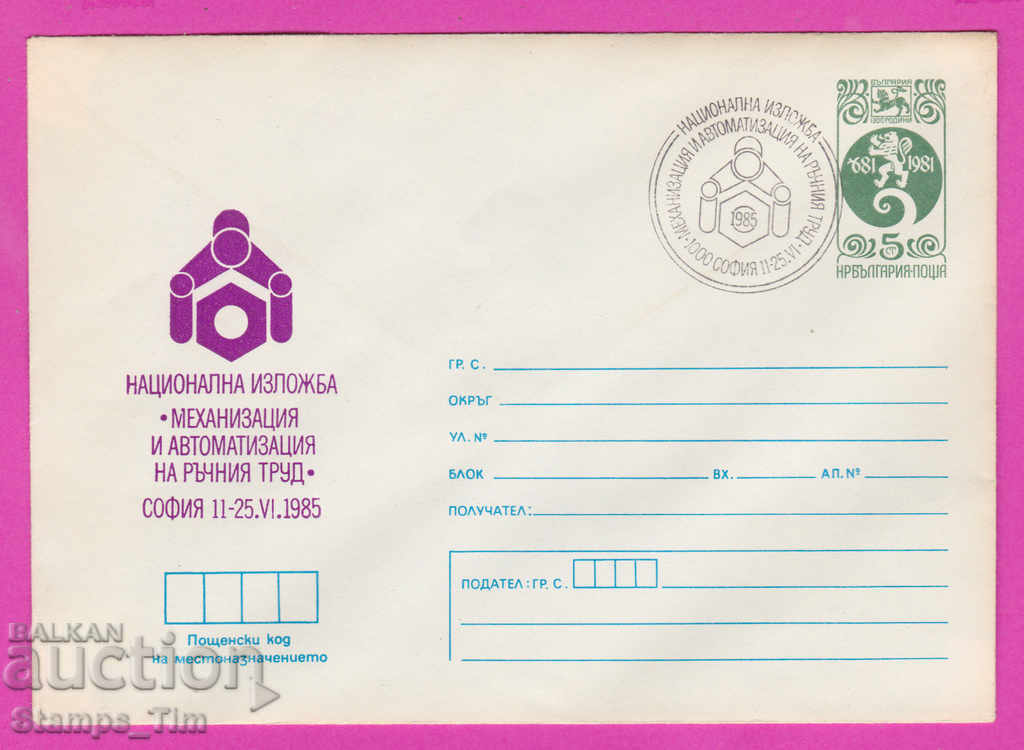 НАЦИОНАЛНА ИЗЛОЖБА
•МЕХАНИЗАЦИЯ И АВТОМАТИЗАЦИЯ НА РЪЧНИЯ ТРУД•
1985
1000 СОФИЯ 11-25.VI.
БЪЛГАРИЯ
1300 ГОДИНИ
681 1981
5 СТ
НРБЪЛГАРИЯ·ПОЩА
НАЦИОНАЛНА ИЗЛОЖБА
•МЕХАНИЗАЦИЯ
И АВТОМАТИЗАЦИЯ
НА РЪЧНИЯ ТРУД•
СОФИЯ 11-25.VI.1985
ГР. С.
ОКРЪГ
УЛ. №
БЛОК ВХ. АП. №
ПОЛУЧАТЕЛ:
ПОДАТЕЛ: ГР. С.
Пощенски код
на местоназначението
BALKAN
auction
Stamps_Tim